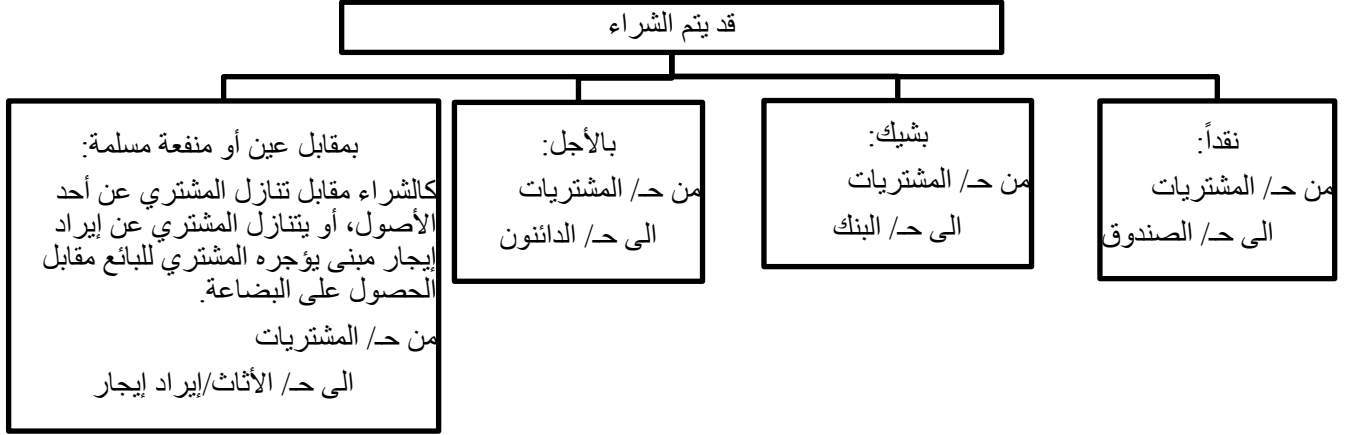 قد يتم الشراء
نقداً:
من حـ/ المشتريات
الى حـ/ الصندوق
بشيك:
من حـ/ المشتريات
الى حـ/ البنك
بالأجل:
من حـ/ المشتريات
الى حـ/ الدائنون
بمقابل عين أو منفعة مسلمة:
كالشراء مقابل تنازل المشتري عن أحد
الأصول، أو يتنازل المشتري عن إيراد
إيجار مبنى يؤجره المشتري للبائع مقابل
الحصول على البضاعة.
من حـ/ المشتريات
الى حـ/ الأثاث/إيراد إيجار